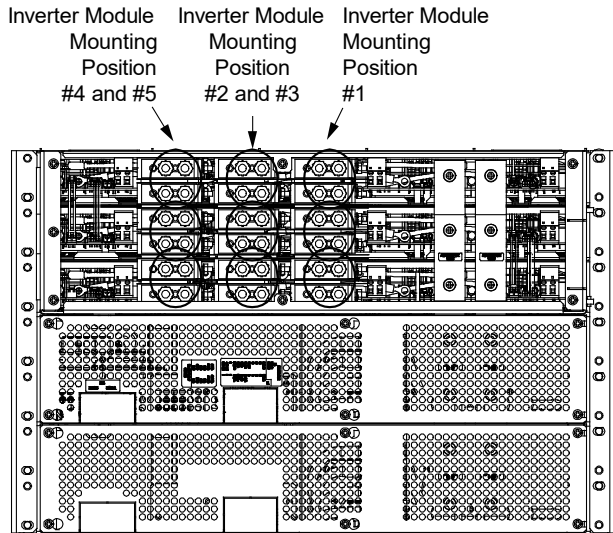 Inverter Module
Mounting
Position
#4 and #5
Inverter Module
Mounting
Position
#2 and #3
Inverter Module
Mounting
Position
#1